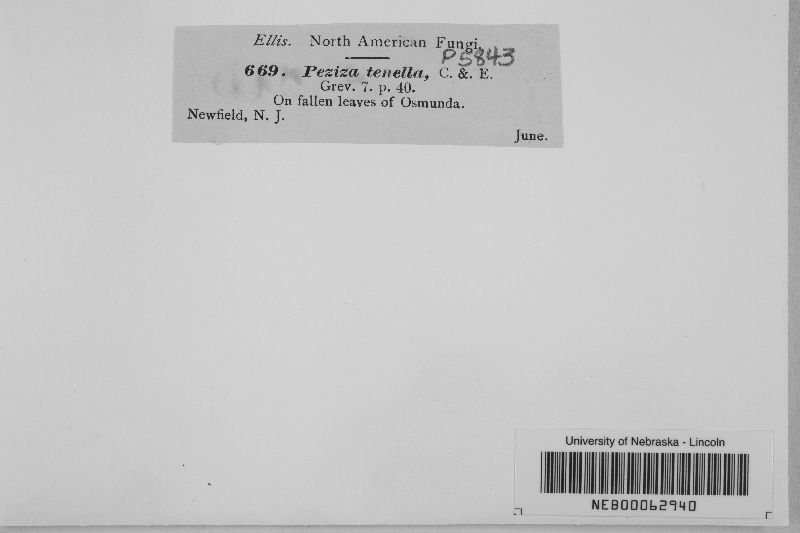 Ellis. North American Fungi.
P5843
669. Peziza tenella, C. &. E.
Grev. 7. p. 40.
On fallen leaves of Osmunda.
Newfield, N. J.
June.
University of Nebraska - Lincoln
NEB00062940